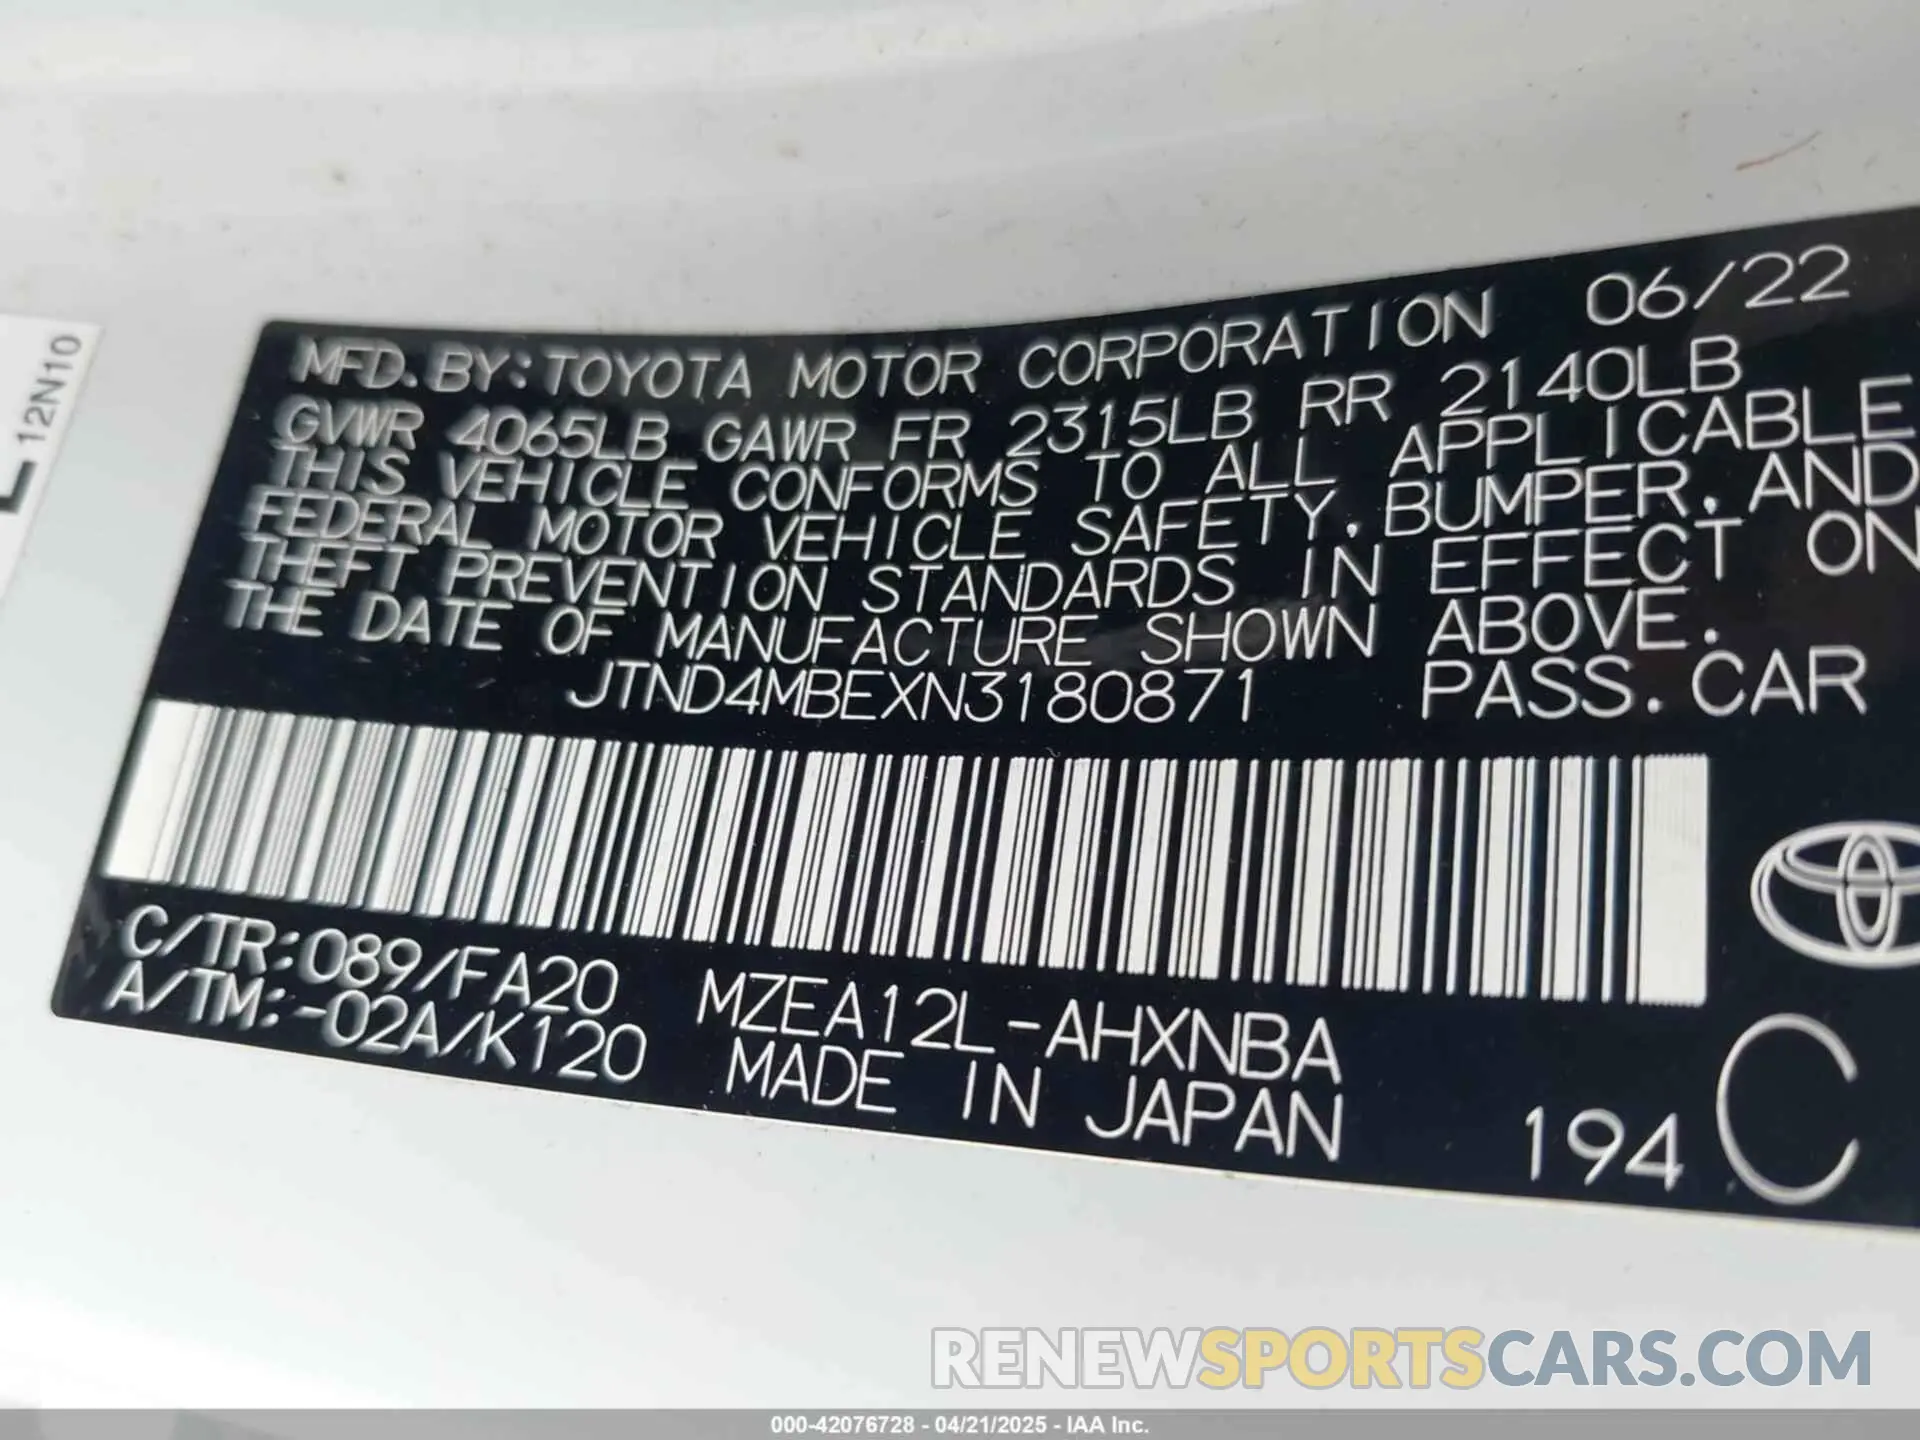 12N10
MFD. BY: TOYOTA MOTOR CORPORATION 06/22
GVWR 4065LB GAWR FR 2315LB RR 2140LB
THIS VEHICLE CONFORMS TO ALL APPLICABLE
FEDERAL MOTOR VEHICLE SAFETY, BUMPER, AND
THEFT PREVENTION STANDARDS IN EFFECT ON
THE DATE OF MANUFACTURE SHOWN ABOVE.
JTND4MBEXN3180871 PASS. CAR
C/TR: 089/FA20 MZEA12L-AHXNBA
A/TM: -02A/K120 MADE IN JAPAN
194 C
RENEWSPORTSCARS.COM
000-42076728 - 04/21/2025 - IAA Inc.